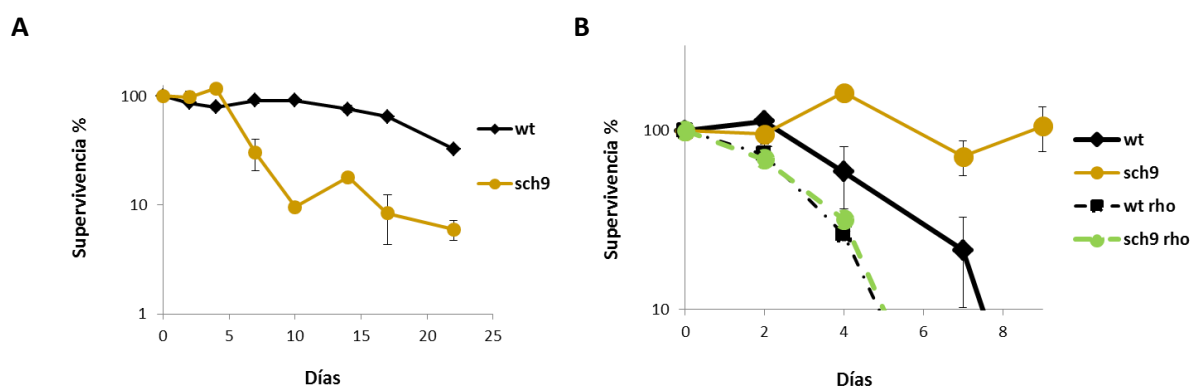 A
Supervivencia %
100
10
1
0
5
10
15
20
25
Días
wt
sch9
B
Supervivencia %
100
10
0
2
4
6
8
Días
wt
sch9
wt rho
sch9 rho